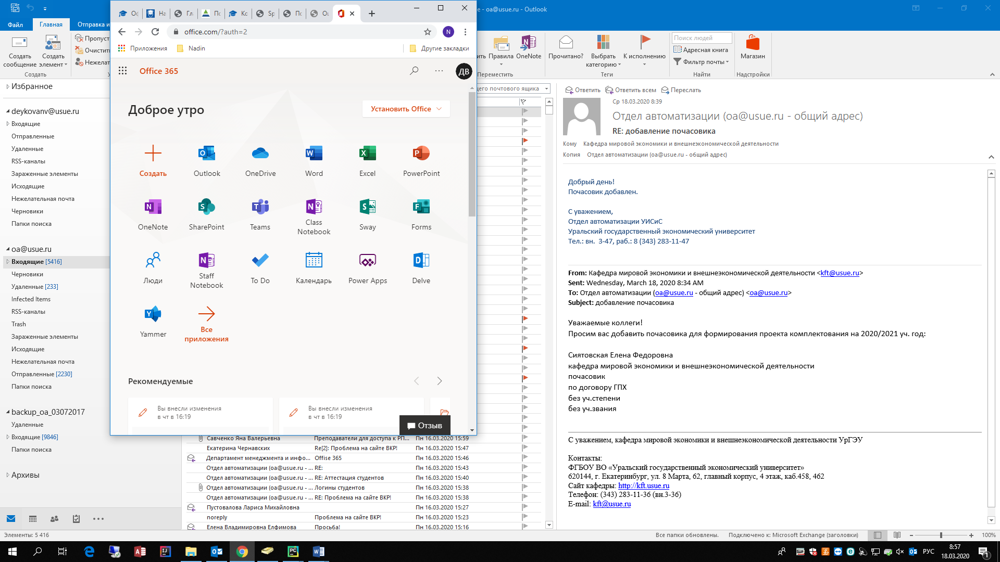 e - oa@usue.ru - Outlook
Файл
Главная
Отправка и
Создать сообщение
Создать элемент
Пропуст
Очистить
Нежелат
Создать
Правила
OneNote
Переместить
Прочитано?
Выбрать категорию
К исполнению
Теги
Поиск людей
Адресная книга
Фильтр почты
Найти
Магазин
Надстройки
office.com/?auth=2
N
Приложения
Nadin
Другие закладки
Office 365
ДВ
Доброе утро
Установить Office
Создать
Outlook
OneDrive
Word
Excel
PowerPoint
OneNote
SharePoint
Teams
Class Notebook
Sway
Forms
Люди
Staff Notebook
To Do
Календарь
Power Apps
Delve
Yammer
Все приложения
Рекомендуемые
Вы внесли изменения
в чт в 16:19
Вы внесли изменения
в чт в 16:19
Отзыв
Избранное
deykovanv@usue.ru
Входящие
Отправленные
Удаленные
RSS-каналы
Зараженные элементы
Исходящие
Нежелательная почта
Черновики
Папки поиска
oa@usue.ru
Входящие [5416]
Черновики
Удаленные [233]
Infected Items
RSS-каналы
Trash
Зараженные элементы
Исходящие
Нежелательная почта
Отправленные [2230]
Папки поиска
backup_oa_03072017
Удаленные
Входящие [9846]
Папки поиска
Архивы
щего почтового ящика
Савченко Яна Валерьевна Преподаватели для доступа к РП... Пн 16.03.2020 15:59
Екатерина Чернавских Re[2]: Проблема на сайте ВКР! Пн 16.03.2020 15:47
Департамент менеджмента и инфо... Offise 365 Пн 16.03.2020 15:46
Отдел автоматизации (oa@usue.ru - ... RE: Пн 16.03.2020 15:43
Отдел автоматизации (oa@usue.ru - ... RE: Аттестация студентов Пн 16.03.2020 15:40
Отдел автоматизации (oa@usue.ru - ... Логины студентов Пн 16.03.2020 15:38
Отдел автоматизации (oa@usue.ru - ... RE: Проблема на сайте ВКР! Пн 16.03.2020 15:38
Пустовалова Лариса Михайловна Пн 16.03.2020 15:27
noreply Проблема на сайте ВКР! Пн 16.03.2020 15:23
Елена Владимировна Елфимова Просьба! Пн 16.03.2020 15:16
Ответить Ответить всем Переслать
Ср 18.03.2020 8:39
Отдел автоматизации (oa@usue.ru - общий адрес)
RE: добавление почасовика
Кому Кафедра мировой экономики и внешнеэкономической деятельности
Копия Отдел автоматизации (oa@usue.ru - общий адрес)
Добрый день!
Почасовик добавлен.
С уважением,
Отдел автоматизации УИСиС
Уральский государственный экономический университет
Тел.: вн. 3-47, раб.: 8 (343) 283-11-47
From: Кафедра мировой экономики и внешнеэкономической деятельности <kft@usue.ru>
Sent: Wednesday, March 18, 2020 8:34 AM
To: Отдел автоматизации (oa@usue.ru - общий адрес) <oa@usue.ru>
Subject: добавление почасовика
Уважаемые коллеги!
Просим вас добавить почасовика для формирования проекта комплектования на 2020/2021 уч. год:
Сиятовская Елена Федоровна
кафедра мировой экономики и внешнеэкономической деятельности
почасовик
по договору ГПХ
без уч.степени
без уч.звания
С уважением, кафедра мировой экономики и внешнеэкономической деятельности УрГЭУ
Контакты:
ФГБОУ ВО «Уральский государственный экономический университет»
620144, г. Екатеринбург, ул. 8 Марта, 62, главный корпус, 4 этаж, каб.458, 462
Сайт кафедры: http://kft.usue.ru
Телефон: (343) 283-11-36 (вн.3-36)
E-mail: kft@usue.ru
Элементы: 5 416
Все папки обновлены.
Подключено к: Microsoft Exchange (заголовки)
100%
РУС
8:57
18.03.2020
1